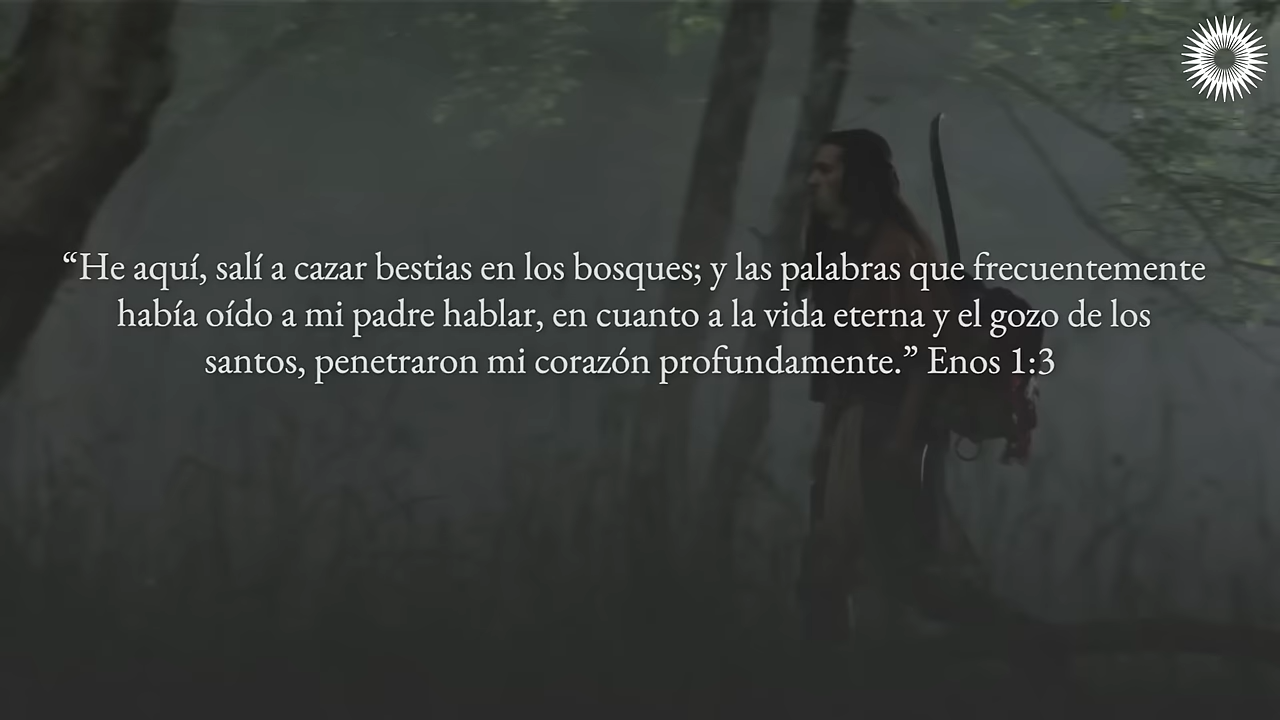 “He aquí, salí a cazar bestias en los bosques; y las palabras que frecuentemente
había oído a mi padre hablar, en cuanto a la vida eterna y el gozo de los
santos, penetraron mi corazón profundamente.” Enos 1:3